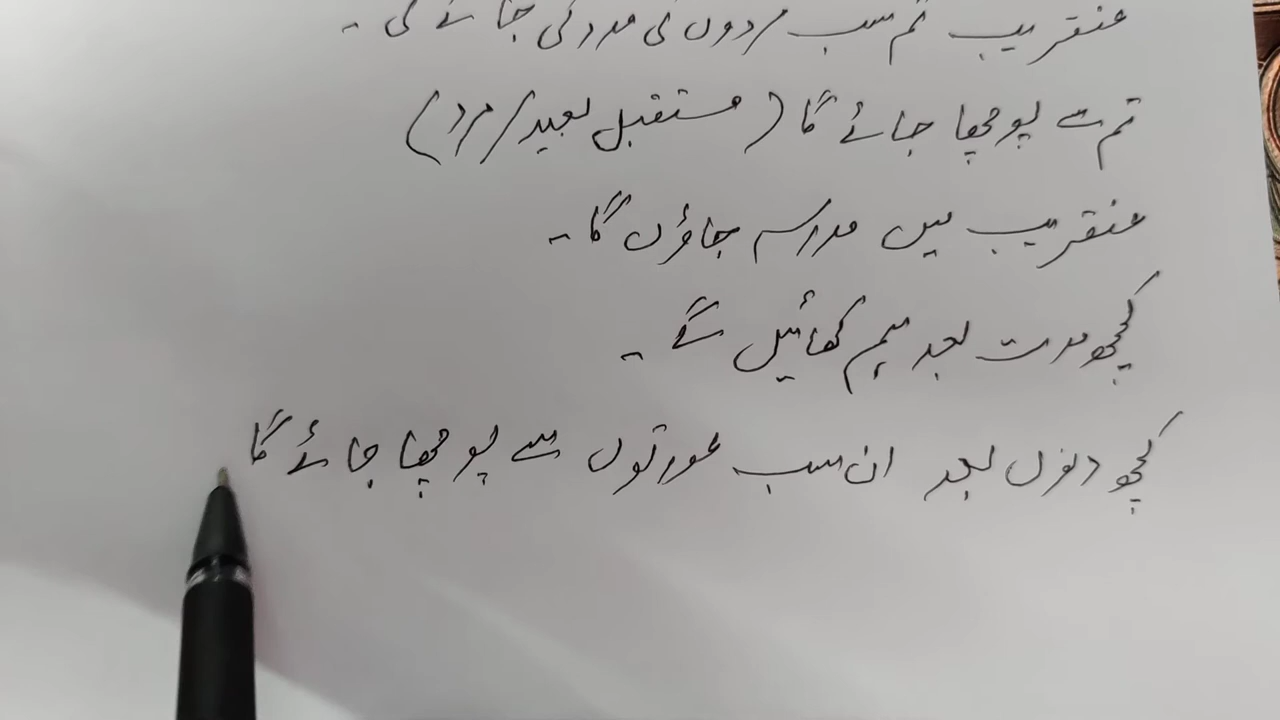 عنقریب تم سب مردوں کی مدد کی جائے گی ۔
تم سے پوچھا جائے گا ( مستقبل بعید/مرد)
عنقریب میں مدرسہ جاؤں گا۔
کچھ مدت بعد ہم کھائیں گے ۔
کچھ دنوں بعد ان سب عورتوں سے پوچھا جائے گا